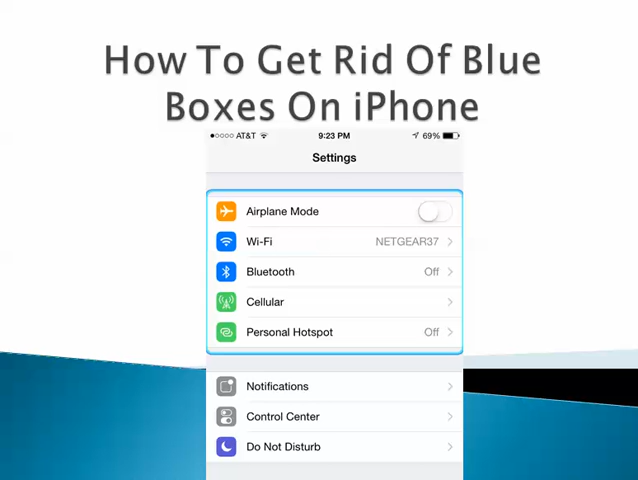 How To Get Rid Of Blue
Boxes On iPhone
AT&T 9:23 PM 69%
Settings
Airplane Mode
Wi-Fi NETGEAR37
Bluetooth Off
Cellular
Personal Hotspot Off
Notifications
Control Center
Do Not Disturb